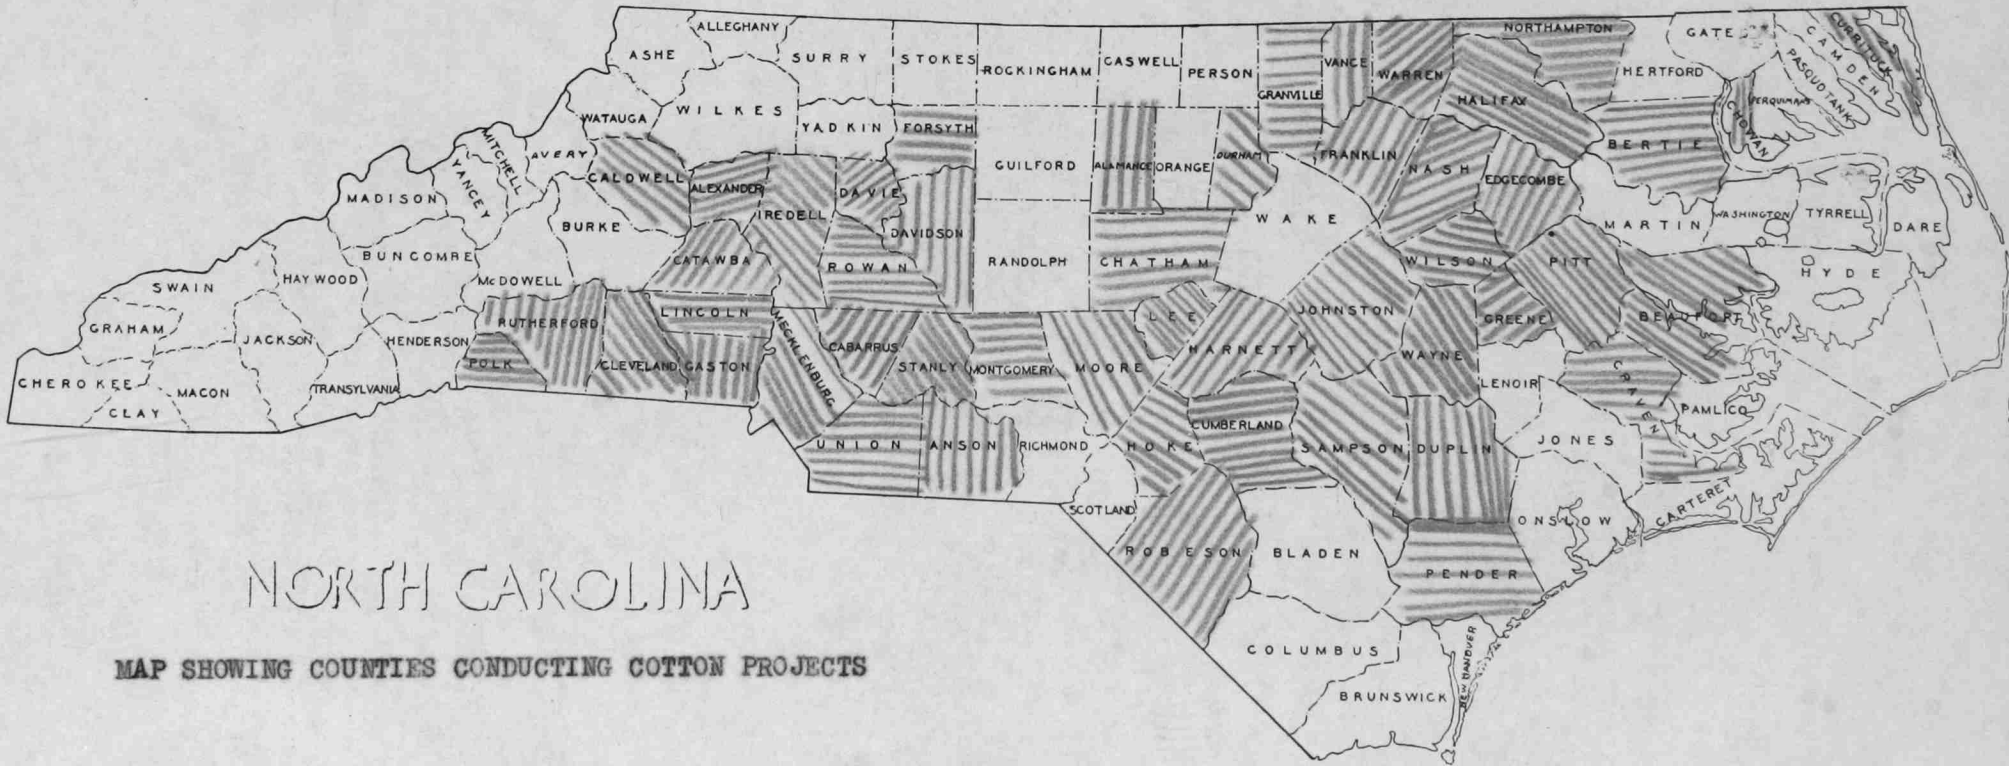 ALLEGHANY
ASHE
SURRY
STOKES
ROCKINGHAM
CASWELL
PERSON
GRANVILLE
VANCE
WARREN
NORTHAMPTON
GATES
CURRITUCK
CAMDEN
PASQUOTANK
HERTFORD
HALIFAX
PERQUIMANS
CHOWAN
WATAUGA
WILKES
YADKIN
FORSYTH
GUILFORD
ALAMANCE
ORANGE
DURHAM
FRANKLIN
NASH
EDGECOMBE
BERTIE
MITCHELL
AVERY
YANCEY
MADISON
CALDWELL
ALEXANDER
IREDELL
DAVIE
DAVIDSON
WAKE
MARTIN
WASHINGTON
TYRRELL
DARE
BURKE
BUNCOMBE
McDOWELL
CATAWBA
ROWAN
RANDOLPH
CHATHAM
WILSON
PITT
HYDE
HAYWOOD
SWAIN
GRAHAM
JACKSON
HENDERSON
RUTHERFORD
LINCOLN
MECKLENBURG
CABARRUS
LEE
JOHNSTON
GREENE
BEAUFORT
CHEROKEE
CLAY
MACON
TRANSYLVANIA
POLK
CLEVELAND
GASTON
STANLY
MONTGOMERY
MOORE
HARNETT
WAYNE
LENOIR
CRAVEN
PAMLICO
UNION
ANSON
RICHMOND
HOKE
CUMBERLAND
SAMPSON
DUPLIN
JONES
SCOTLAND
ROBESON
BLADEN
PENDER
ONSLOW
CARTERET
COLUMBUS
BRUNSWICK
NEW HANOVER
NORTH CAROLINA
MAP SHOWING COUNTIES CONDUCTING COTTON PROJECTS